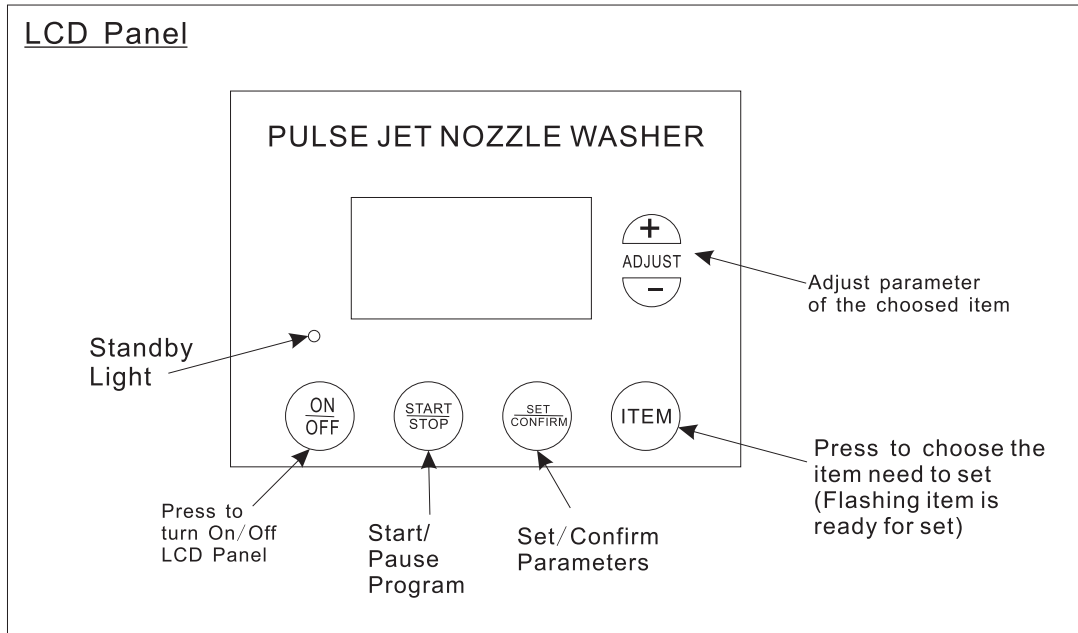 LCD Panel
PULSE JET NOZZLE WASHER
+
ADJUST
−
Adjust parameter
of the choosed item
Standby
Light
ON
OFF
START
STOP
SET
CONFIRM
ITEM
Press to
turn On/Off
LCD Panel
Start/
Pause
Program
Set/Confirm
Parameters
Press to choose the
item need to set
(Flashing item is
ready for set)